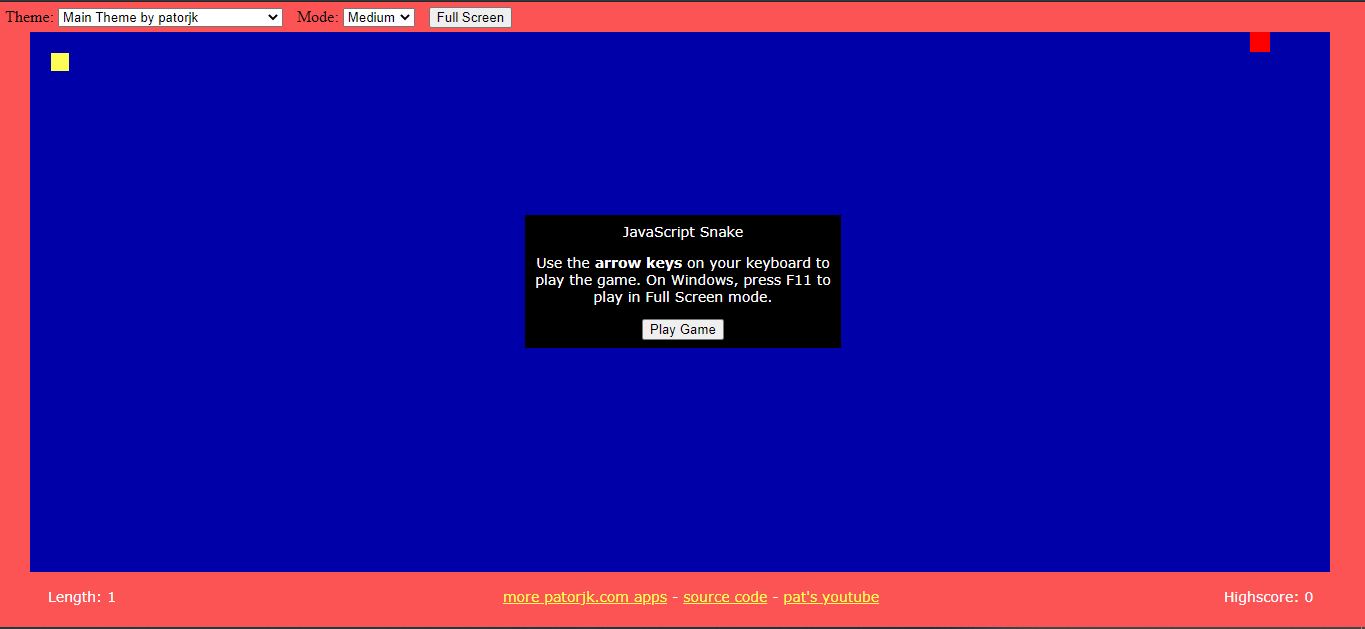 Theme: Main Theme by patorjk Mode: Medium Full Screen
JavaScript Snake
Use the arrow keys on your keyboard to
play the game. On Windows, press F11 to
play in Full Screen mode.
Play Game
Length: 1 more patorjk.com apps - source code - pat's youtube Highscore: 0